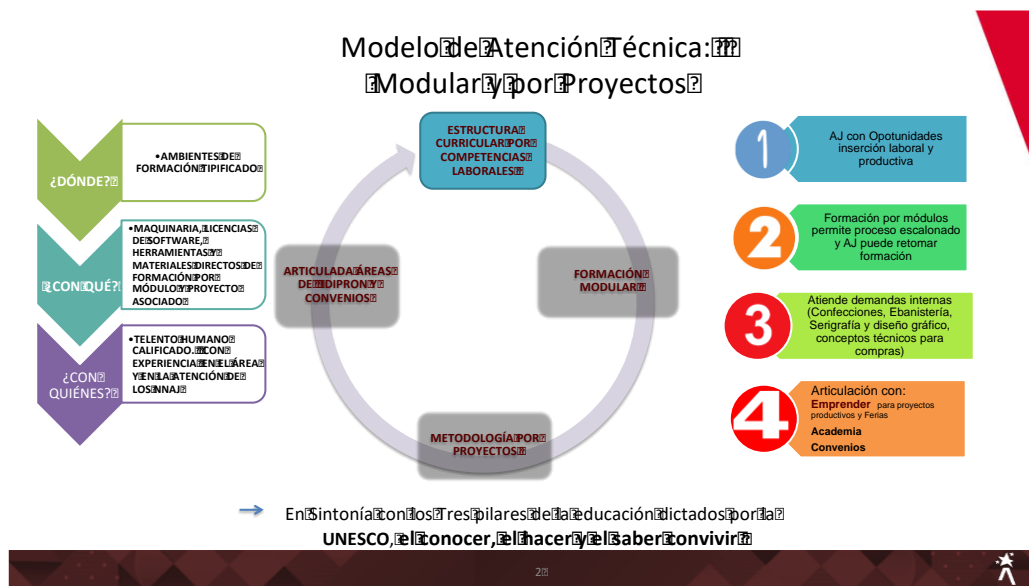 Modelo de Atención Técnica:
Modular y por Proyectos
¿DÓNDE?
•AMBIENTES DE
FORMACIÓN TIPIFICADO
¿CON QUÉ?
•MAQUINARIA, LICENCIAS
DE SOFTWARE,
HERRAMIENTAS Y
MATERIALES DIRECTOS DE
FORMACIÓN POR
MÓDULO Y PROYECTO
ASOCIADO
¿CON
QUIÉNES?
•TELENTO HUMANO
CALIFICADO. CON
EXPERIENCIA EN EL ÁREA
Y EN LA ATENCIÓN DE
LOS NNAJ
ESTRUCTURA
CURRICULAR POR
COMPETENCIAS
LABORALES
FORMACIÓN
MODULAR
METODOLOGÍA POR
PROYECTOS
ARTICULADA ÁREAS
DE IDIPRON Y
CONVENIOS
1
AJ con Opotunidades
inserción laboral y
productiva
2
Formación por módulos
permite proceso escalonado
y AJ puede retomar
formación
3
Atiende demandas internas
(Confecciones, Ebanistería,
Serigrafía y diseño gráfico,
conceptos técnicos para
compras)
4
Articulación con:
Emprender para proyectos
productivos y Ferias
Academia
Convenios
En Sintonía con los Tres pilares de la educación dictados por la
UNESCO, el conocer, el hacer y el saber convivir
2